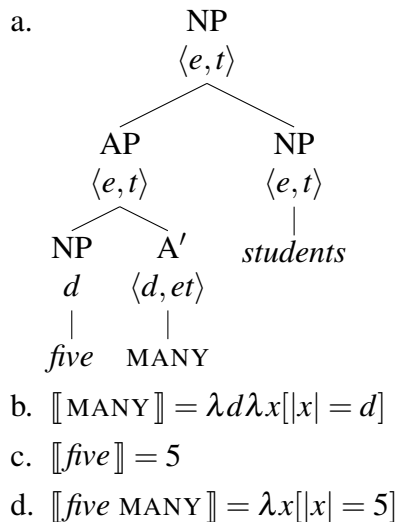 a. NP
⟨e,t⟩
AP NP
⟨e,t⟩ ⟨e,t⟩
NP A′ students
d ⟨d,et⟩
five MANY
b. ⟦MANY⟧ = λdλx[|x| = d]
c. ⟦five⟧ = 5
d. ⟦five MANY⟧ = λx[|x| = 5]